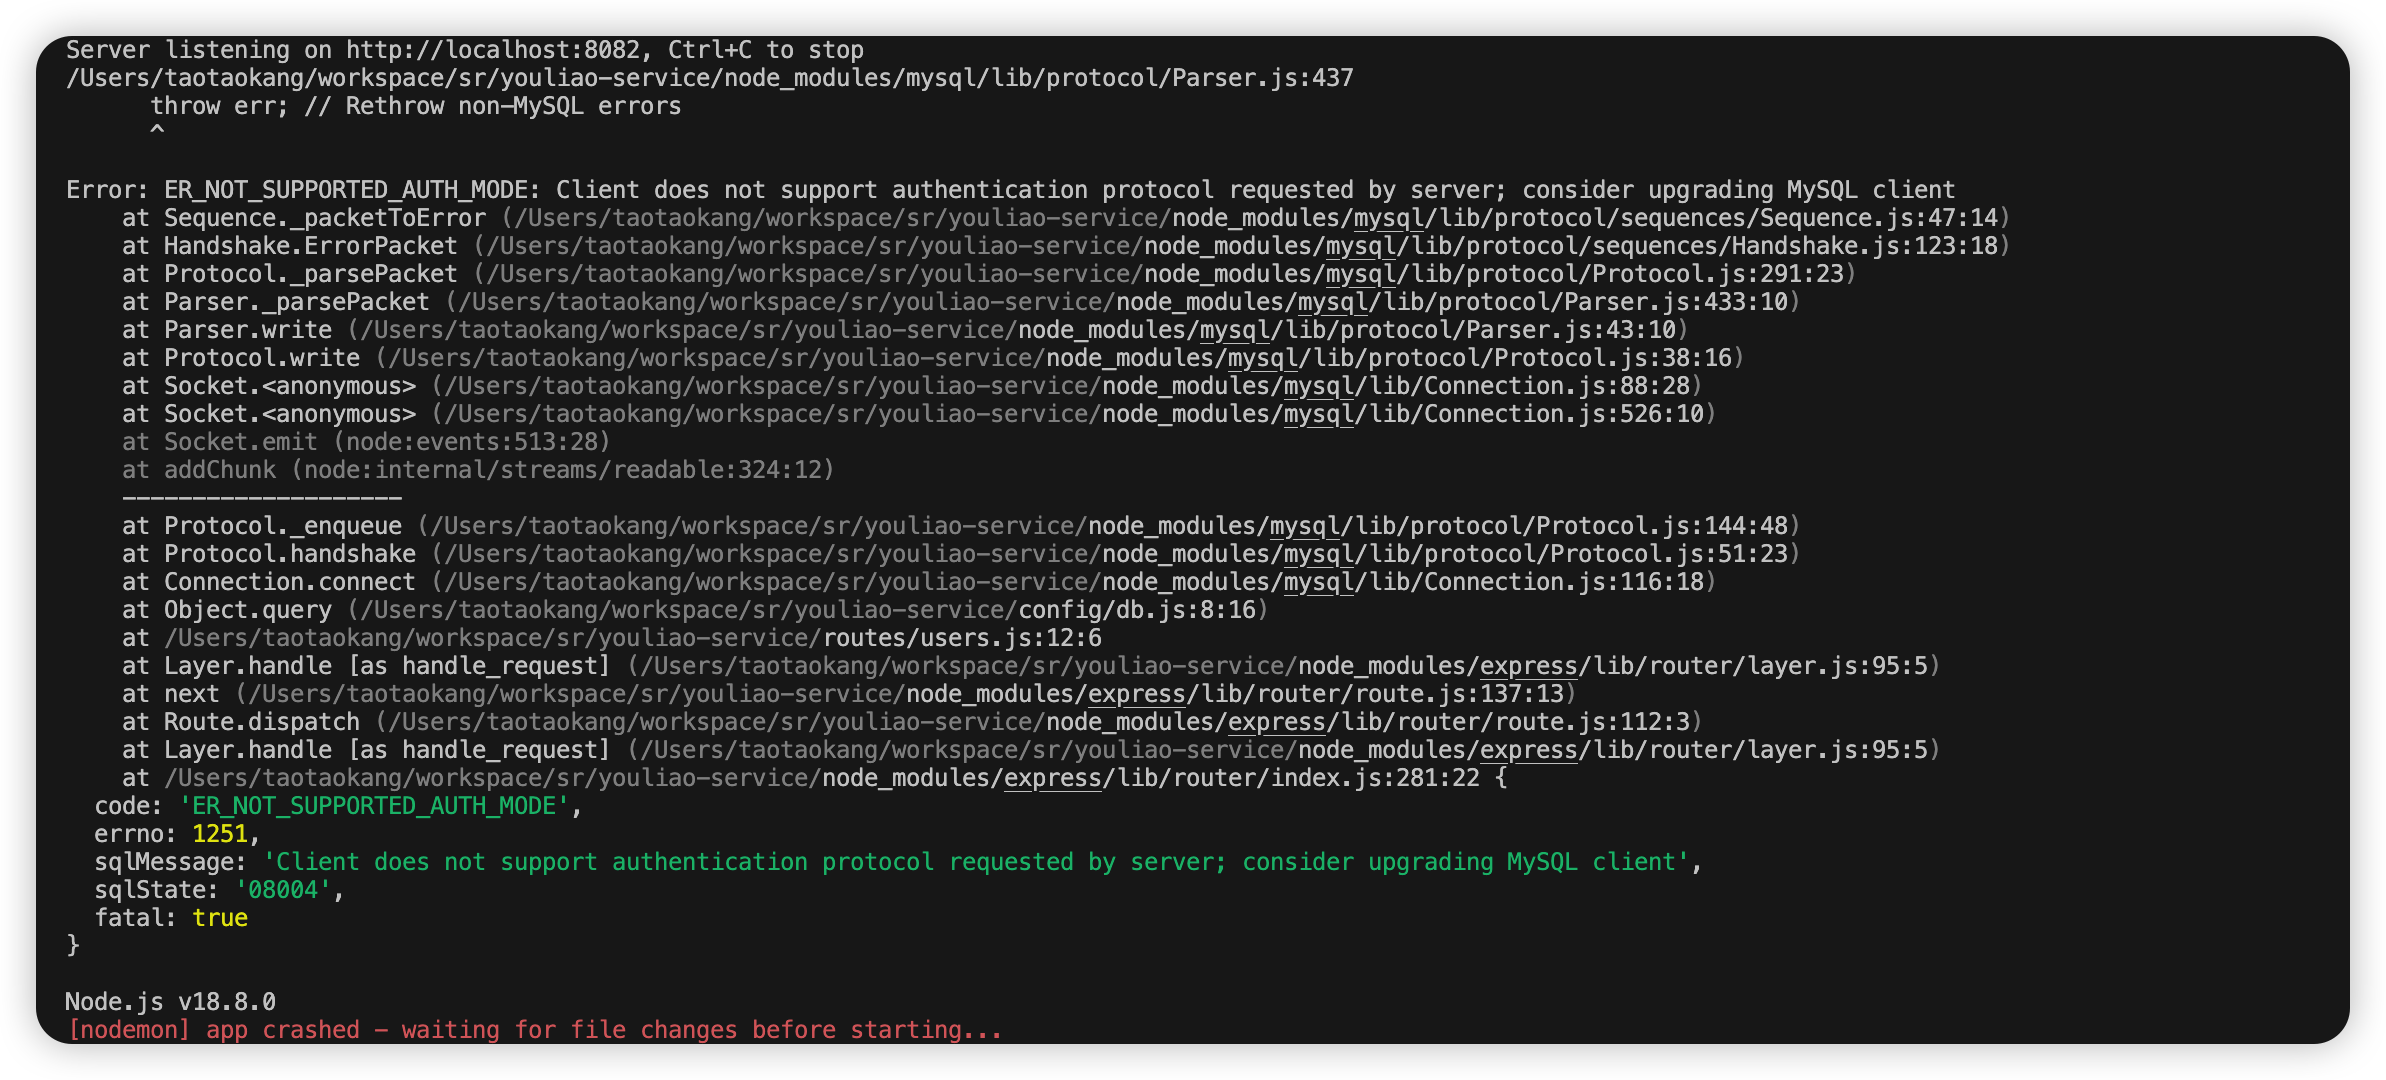 Server listening on http://localhost:8082, Ctrl+C to stop
/Users/taotaokang/workspace/sr/youliao-service/node_modules/mysql/lib/protocol/Parser.js:437
      throw err; // Rethrow non-MySQL errors
      ^

Error: ER_NOT_SUPPORTED_AUTH_MODE: Client does not support authentication protocol requested by server; consider upgrading MySQL client
    at Sequence._packetToError (/Users/taotaokang/workspace/sr/youliao-service/node_modules/mysql/lib/protocol/sequences/Sequence.js:47:14)
    at Handshake.ErrorPacket (/Users/taotaokang/workspace/sr/youliao-service/node_modules/mysql/lib/protocol/sequences/Handshake.js:123:18)
    at Protocol._parsePacket (/Users/taotaokang/workspace/sr/youliao-service/node_modules/mysql/lib/protocol/Protocol.js:291:23)
    at Parser._parsePacket (/Users/taotaokang/workspace/sr/youliao-service/node_modules/mysql/lib/protocol/Parser.js:433:10)
    at Parser.write (/Users/taotaokang/workspace/sr/youliao-service/node_modules/mysql/lib/protocol/Parser.js:43:10)
    at Protocol.write (/Users/taotaokang/workspace/sr/youliao-service/node_modules/mysql/lib/protocol/Protocol.js:38:16)
    at Socket.<anonymous> (/Users/taotaokang/workspace/sr/youliao-service/node_modules/mysql/lib/Connection.js:88:28)
    at Socket.<anonymous> (/Users/taotaokang/workspace/sr/youliao-service/node_modules/mysql/lib/Connection.js:526:10)
    at Socket.emit (node:events:513:28)
    at addChunk (node:internal/streams/readable:324:12)
    --------------------
    at Protocol._enqueue (/Users/taotaokang/workspace/sr/youliao-service/node_modules/mysql/lib/protocol/Protocol.js:144:48)
    at Protocol.handshake (/Users/taotaokang/workspace/sr/youliao-service/node_modules/mysql/lib/protocol/Protocol.js:51:23)
    at Connection.connect (/Users/taotaokang/workspace/sr/youliao-service/node_modules/mysql/lib/Connection.js:116:18)
    at Object.query (/Users/taotaokang/workspace/sr/youliao-service/config/db.js:8:16)
    at /Users/taotaokang/workspace/sr/youliao-service/routes/users.js:12:6
    at Layer.handle [as handle_request] (/Users/taotaokang/workspace/sr/youliao-service/node_modules/express/lib/router/layer.js:95:5)
    at next (/Users/taotaokang/workspace/sr/youliao-service/node_modules/express/lib/router/route.js:137:13)
    at Route.dispatch (/Users/taotaokang/workspace/sr/youliao-service/node_modules/express/lib/router/route.js:112:3)
    at Layer.handle [as handle_request] (/Users/taotaokang/workspace/sr/youliao-service/node_modules/express/lib/router/layer.js:95:5)
    at /Users/taotaokang/workspace/sr/youliao-service/node_modules/express/lib/router/index.js:281:22 {
  code: 'ER_NOT_SUPPORTED_AUTH_MODE',
  errno: 1251,
  sqlMessage: 'Client does not support authentication protocol requested by server; consider upgrading MySQL client',
  sqlState: '08004',
  fatal: true
}

Node.js v18.8.0
[nodemon] app crashed - waiting for file changes before starting...